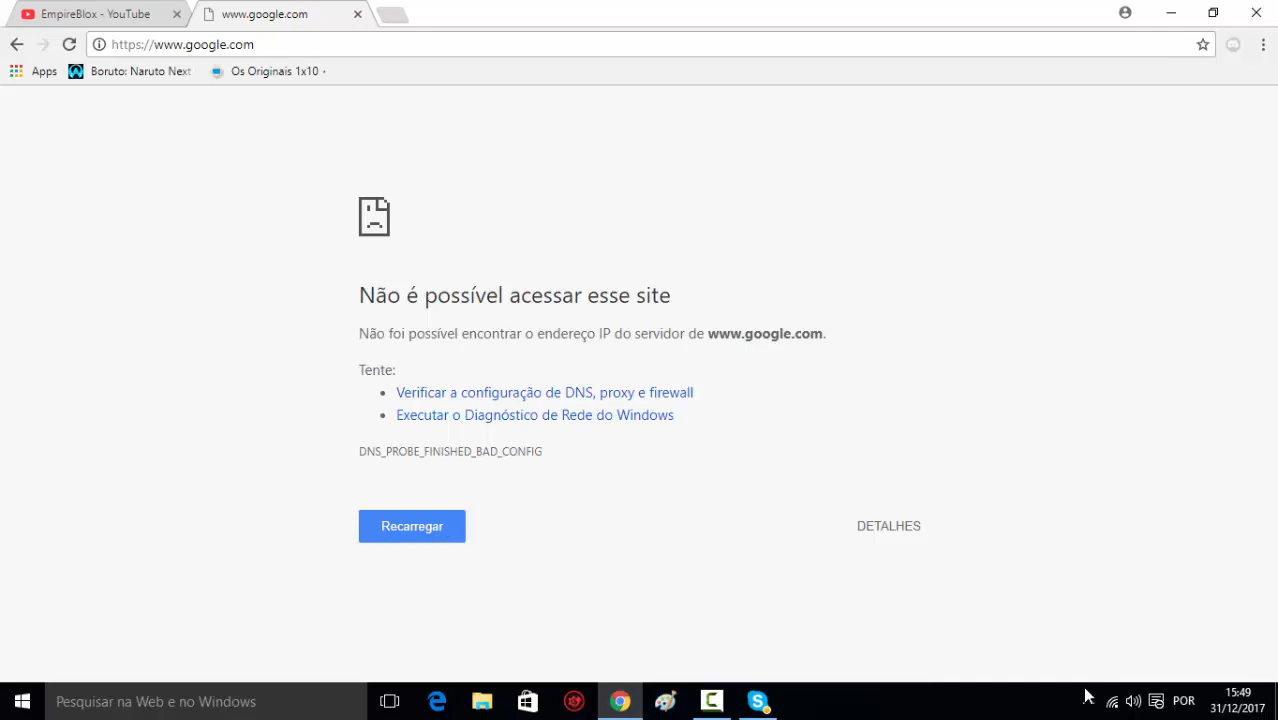 EmpireBlox - YouTube
www.google.com
https://www.google.com
Apps
Boruto: Naruto Next
Os Originais 1x10 •
Não é possível acessar esse site
Não foi possível encontrar o endereço IP do servidor de www.google.com.
Tente:
• Verificar a configuração de DNS, proxy e firewall
• Executar o Diagnóstico de Rede do Windows
DNS_PROBE_FINISHED_BAD_CONFIG
Recarregar
DETALHES
Pesquisar na Web e no Windows
POR
15:49
31/12/2017